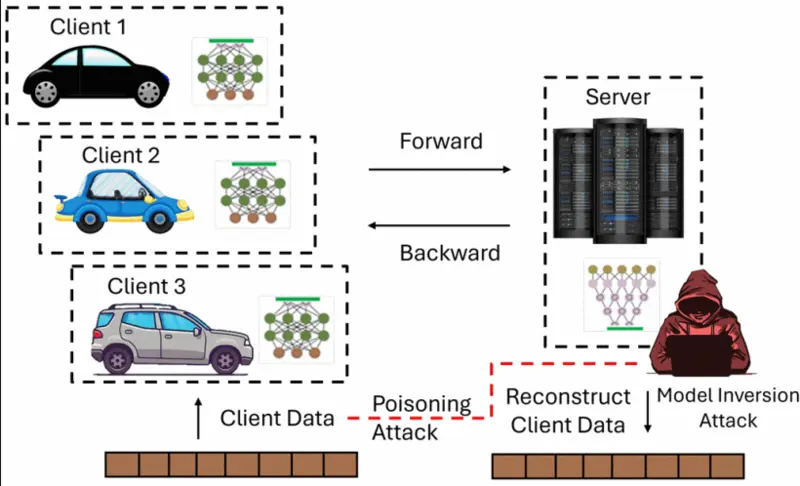 Client 1
Client 2
Client 3
Forward
Backward
Server
Client Data
Poisoning
Attack
Reconstruct
Client Data
Model Inversion
Attack